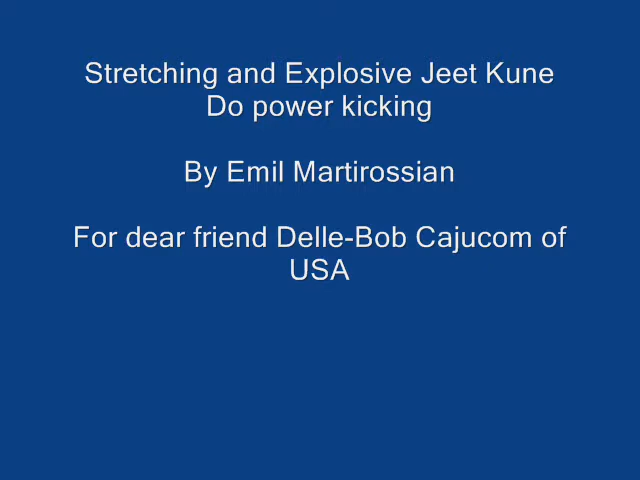 Stretching and Explosive Jeet Kune
Do power kicking
By Emil Martirossian
For dear friend Delle-Bob Cajucom of
USA